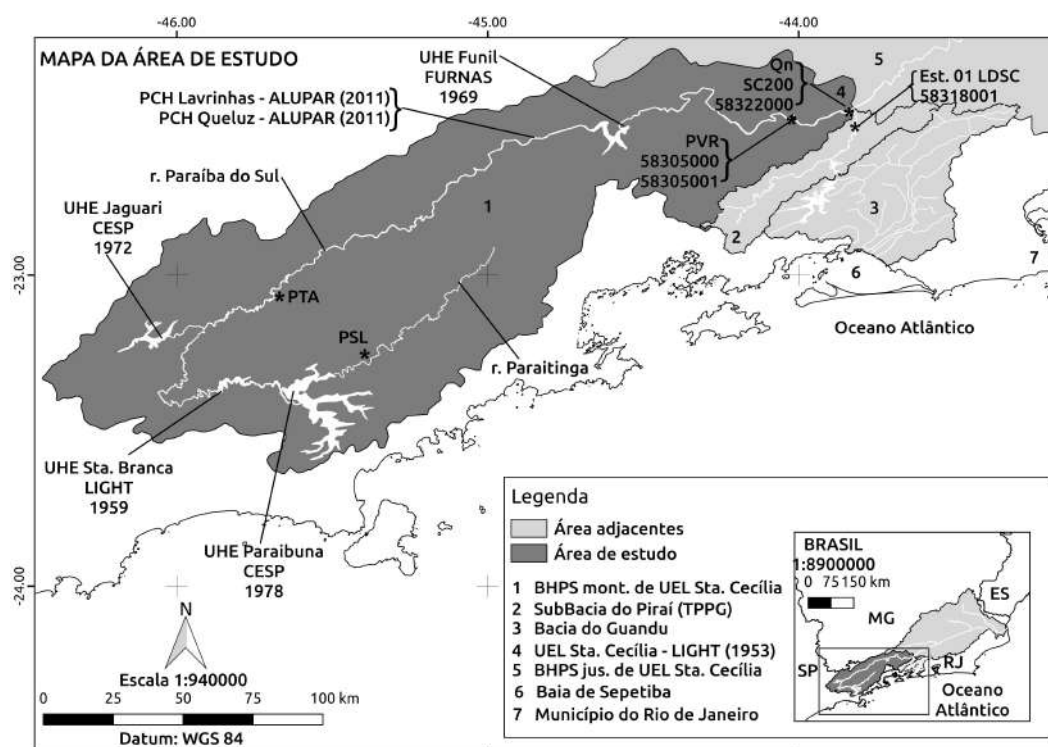 -46.00
-45.00
-44.00
MAPA DA ÁREA DE ESTUDO
UHE Funil
FURNAS
1969
Qn
SC200
58322000
5
4
Est. 01 LDSC
58318001
PCH Lavrinhas - ALUPAR (2011)
PCH Queluz - ALUPAR (2011)
PVR
58305000
58305001
r. Paraíba do Sul
UHE Jaguari
CESP
1972
1
2
3
6
7
-23.00
PTA
PSL
r. Paraitinga
Oceano Atlântico
UHE Sta. Branca
LIGHT
1959
UHE Paraibuna
CESP
1978
-24.00
N
Escala 1:940000
0 25 50 75 100 km
Datum: WGS 84
Legenda
Área adjacentes
Área de estudo
1 BHPS mont. de UEL Sta. Cecília
2 SubBacia do Piraí (TPPG)
3 Bacia do Guandu
4 UEL Sta. Cecília - LIGHT (1953)
5 BHPS jus. de UEL Sta. Cecília
6 Baia de Sepetiba
7 Município do Rio de Janeiro
BRASIL
1:8900000
0 75 150 km
ES
MG
SP
RJ
Oceano
Atlântico